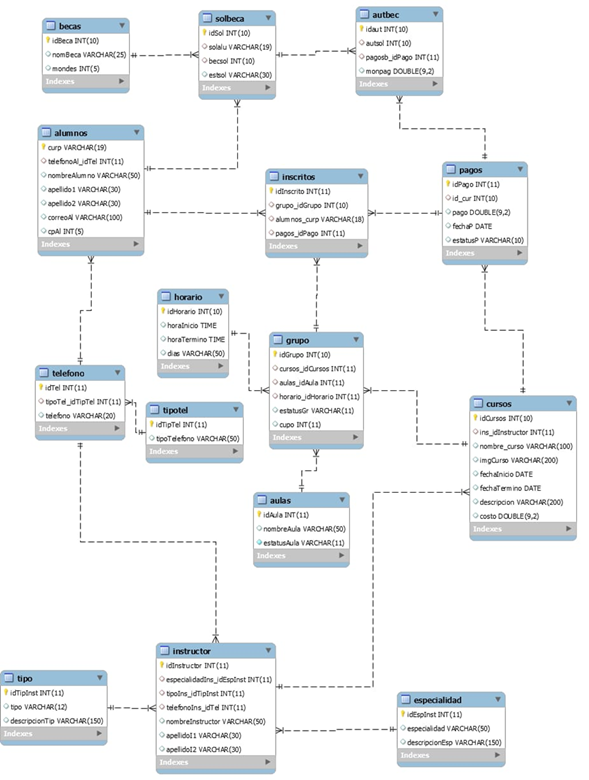 becas
idBeca INT(10)
nomBeca VARCHAR(25)
mondes INT(5)
Indexes
solbeca
idSol INT(10)
solalu VARCHAR(19)
becsol INT(10)
estsol VARCHAR(30)
Indexes
autbec
idaut INT(10)
autsol INT(10)
pagosb_idPago INT(11)
monpag DOUBLE(9,2)
Indexes
alumnos
curp VARCHAR(19)
telefonoAl_idTel INT(11)
nombreAlumno VARCHAR(50)
apellido1 VARCHAR(30)
apellido2 VARCHAR(30)
correoAl VARCHAR(100)
cpAl INT(5)
Indexes
inscritos
idInscrito INT(11)
grupo_idGrupo INT(10)
alumnos_curp VARCHAR(18)
pagos_idPago INT(11)
Indexes
pagos
idPago INT(11)
id_cur INT(10)
pago DOUBLE(9,2)
fechaP DATE
estatusP VARCHAR(10)
Indexes
horario
idHorario INT(10)
horaInicio TIME
horaTermino TIME
dias VARCHAR(50)
Indexes
grupo
idGrupo INT(10)
cursos_idCursos INT(11)
aulas_idAula INT(11)
horario_idHorario INT(11)
estatusGr VARCHAR(11)
cupo INT(11)
Indexes
telefono
idTel INT(11)
tipoTel_idTipTel INT(11)
telefono VARCHAR(20)
Indexes
tipotel
idTipTel INT(11)
tipoTelefono VARCHAR(50)
Indexes
cursos
idCursos INT(10)
ins_idInstructor INT(11)
nombre_curso VARCHAR(100)
imgCurso VARCHAR(200)
fechaInicio DATE
fechaTermino DATE
descripcion VARCHAR(200)
costo DOUBLE(9,2)
Indexes
aulas
idAula INT(11)
nombreAula VARCHAR(50)
estatusAula VARCHAR(11)
Indexes
instructor
idInstructor INT(11)
especialidadIns_idEspInst INT(11)
tipoIns_idTipInst INT(11)
telefonoIns_idTel INT(11)
nombreInstructor VARCHAR(50)
apellidoI1 VARCHAR(30)
apellidoI2 VARCHAR(30)
Indexes
tipo
idTipInst INT(11)
tipo VARCHAR(12)
descripcionTip VARCHAR(150)
Indexes
especialidad
idEspInst INT(11)
especialidad VARCHAR(50)
descripcionEsp VARCHAR(150)
Indexes